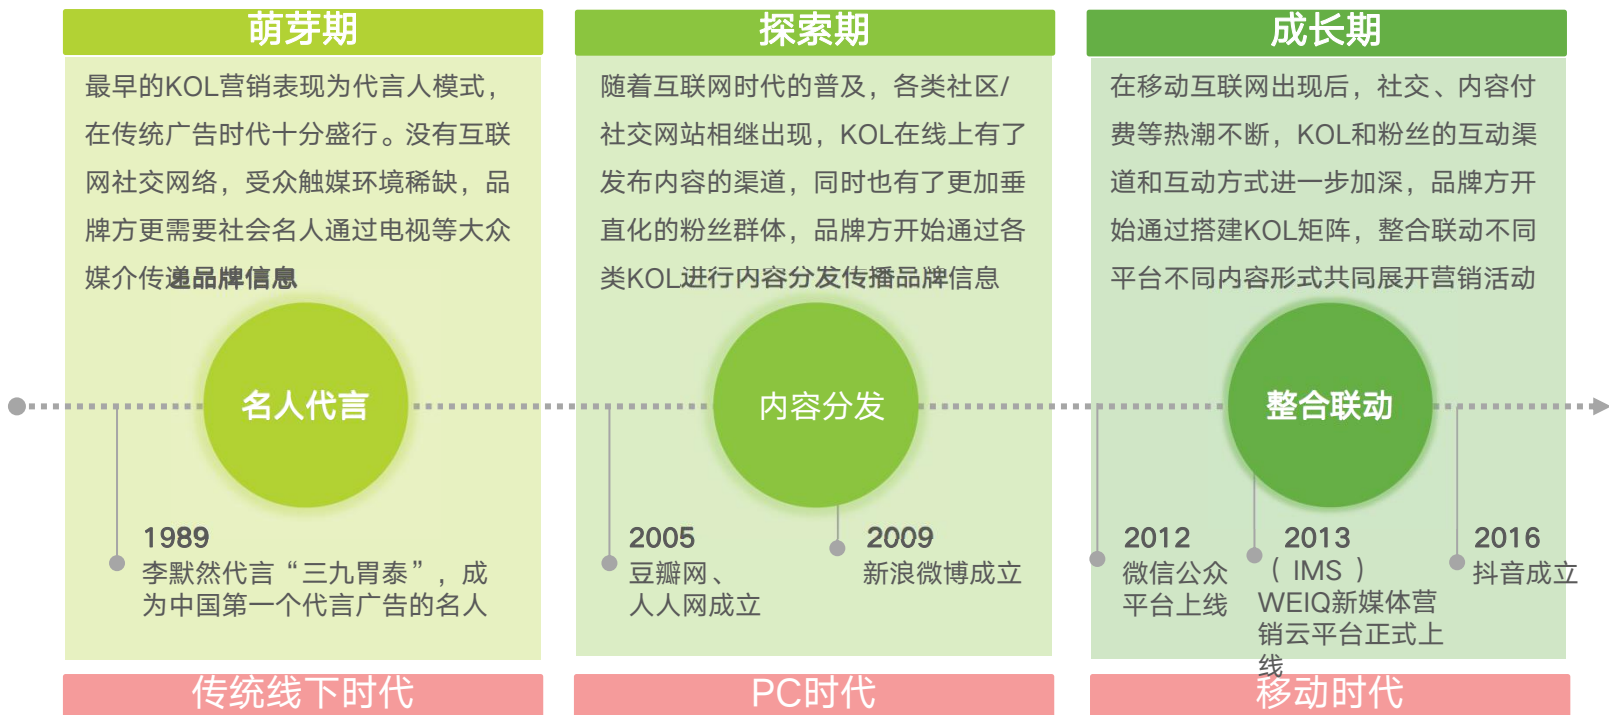 萌芽期
最早的KOL营销表现为代言人模式，
在传统广告时代十分盛行。没有互联
网社交网络，受众触媒环境稀缺，品
牌方更需要社会名人通过电视等大众
媒介传递品牌信息
名人代言
1989
李默然代言“三九胃泰”，成
为中国第一个代言广告的名人
传统线下时代
探索期
随着互联网时代的普及，各类社区/
社交网站相继出现，KOL在线上有了
发布内容的渠道，同时也有了更加垂
直化的粉丝群体，品牌方开始通过各
类KOL进行内容分发传播品牌信息
内容分发
2005
豆瓣网、
人人网成立
2009
新浪微博成立
PC时代
成长期
在移动互联网出现后，社交、内容付
费等热潮不断，KOL和粉丝的互动渠
道和互动方式进一步加深，品牌方开
始通过搭建KOL矩阵，整合联动不同
平台不同内容形式共同展开营销活动
整合联动
2012
微信公众
平台上线
2013
（IMS）
WEIQ新媒体营
销云平台正式上
线
2016
抖音成立
移动时代